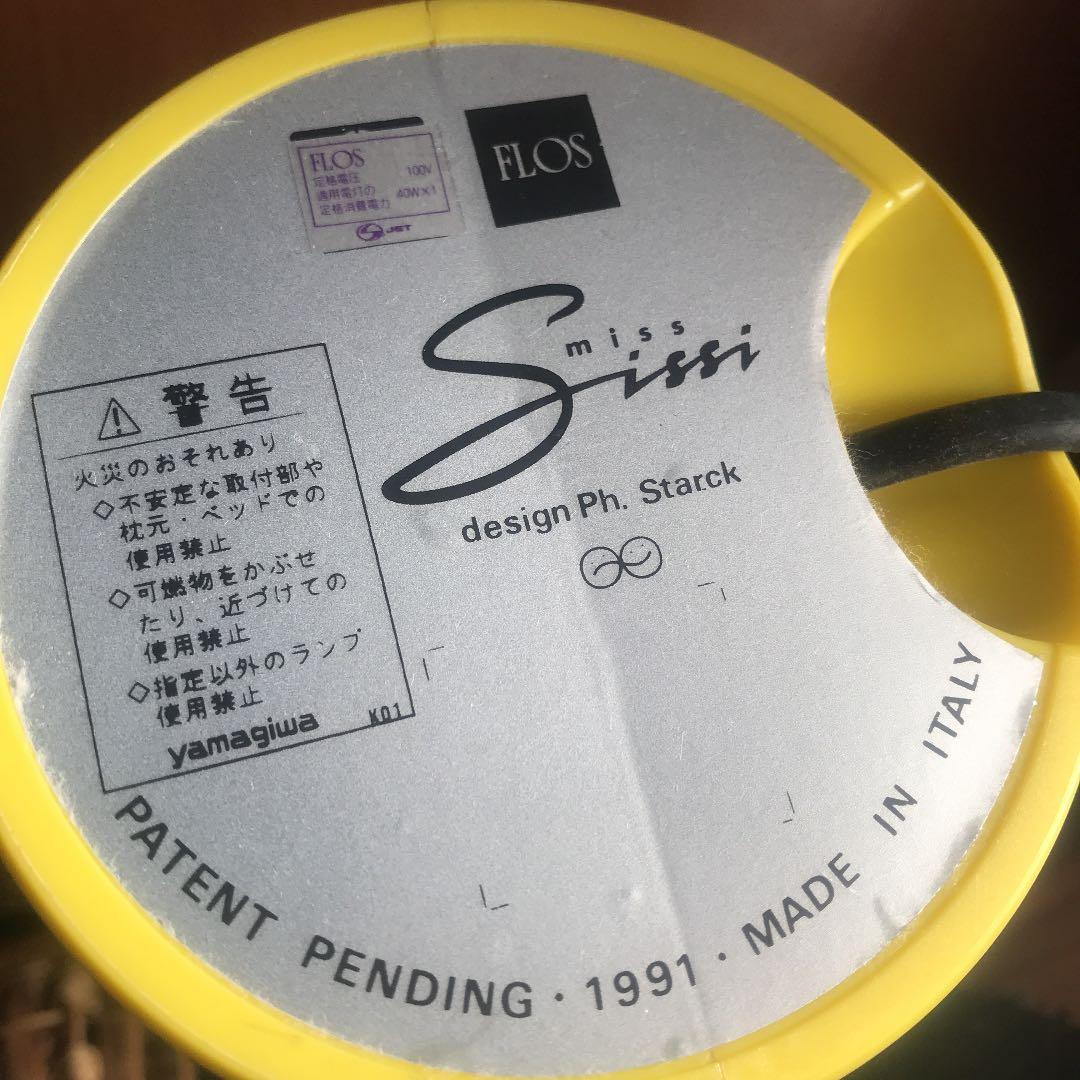 FLOS
定格電圧 100V
適用電灯の
定格消費電力 40W×1
JET
FLOS
miss
Sissi
design Ph. Starck
警告
火災のおそれあり
◇不安定な取付部や
枕元・ベッドでの
使用禁止
◇可燃物をかぶせ
たり、近づけての
使用禁止
◇指定以外のランプ
使用禁止
yamagiwa K01
PATENT PENDING · 1991 · MADE IN ITALY